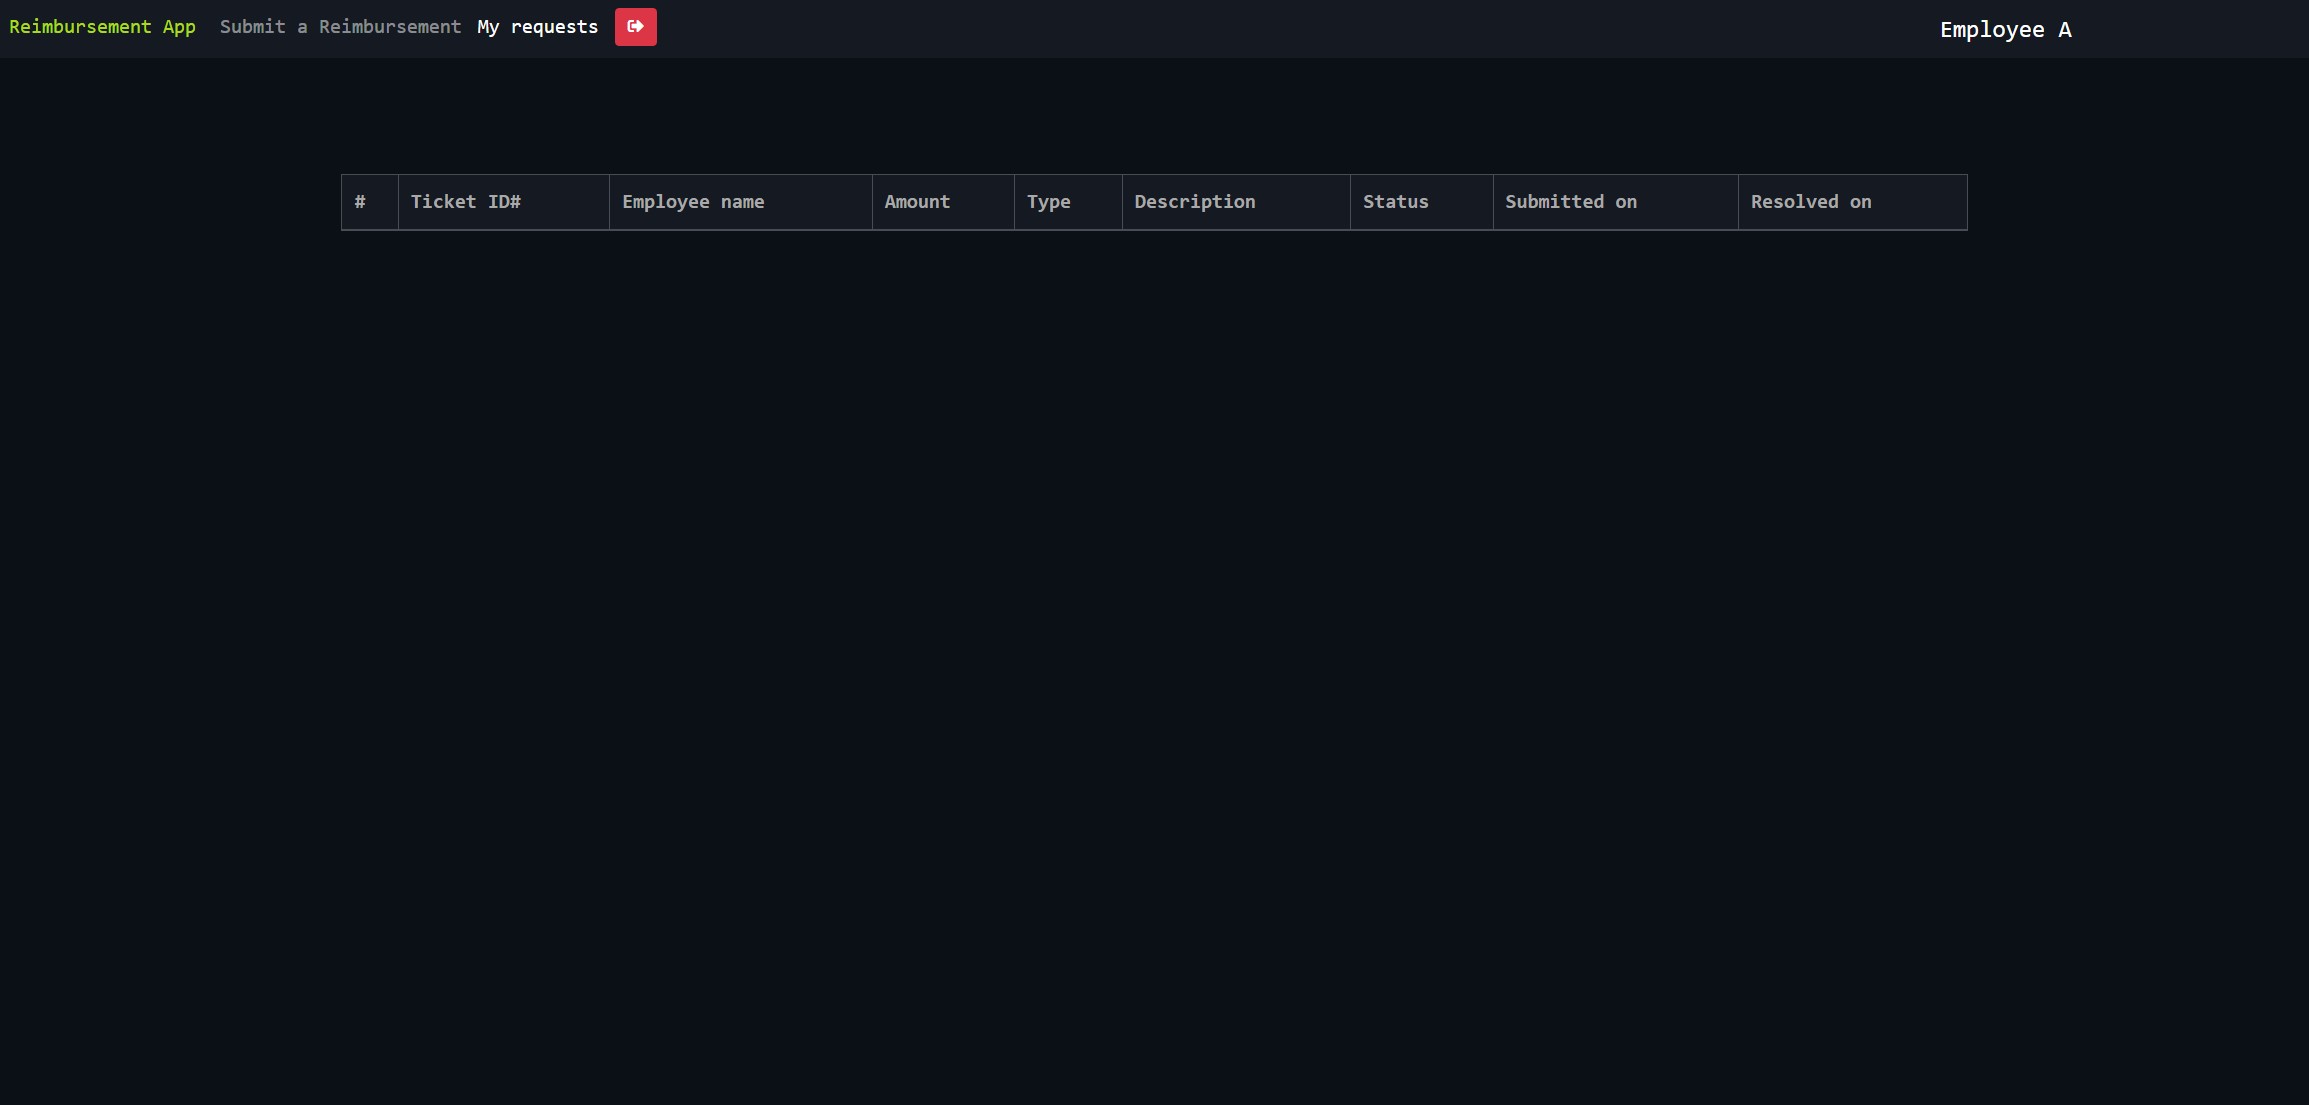 Reimbursement App Submit a Reimbursement My requests Employee A
# Ticket ID# Employee name Amount Type Description Status Submitted on Resolved on